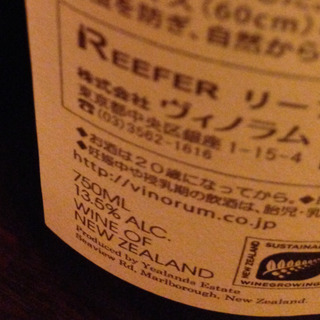 (60cm)
を防ぎ、自然から
REEFER リー
株式会社 ヴィノラム
東京都中央区銀座 1-15-4
(03)3562-1616
●お酒は20歳になってから。
●妊娠中や授乳期の飲酒は、胎児・乳
http://vinorum.co.jp
750ML
13.5% ALC.
WINE OF
NEW ZEALAND
Produced by Yealands Estate
Seaview Rd, Marlborough, New Zealand.
NEW ZEALAND
SUSTAINA
WINEGROWING